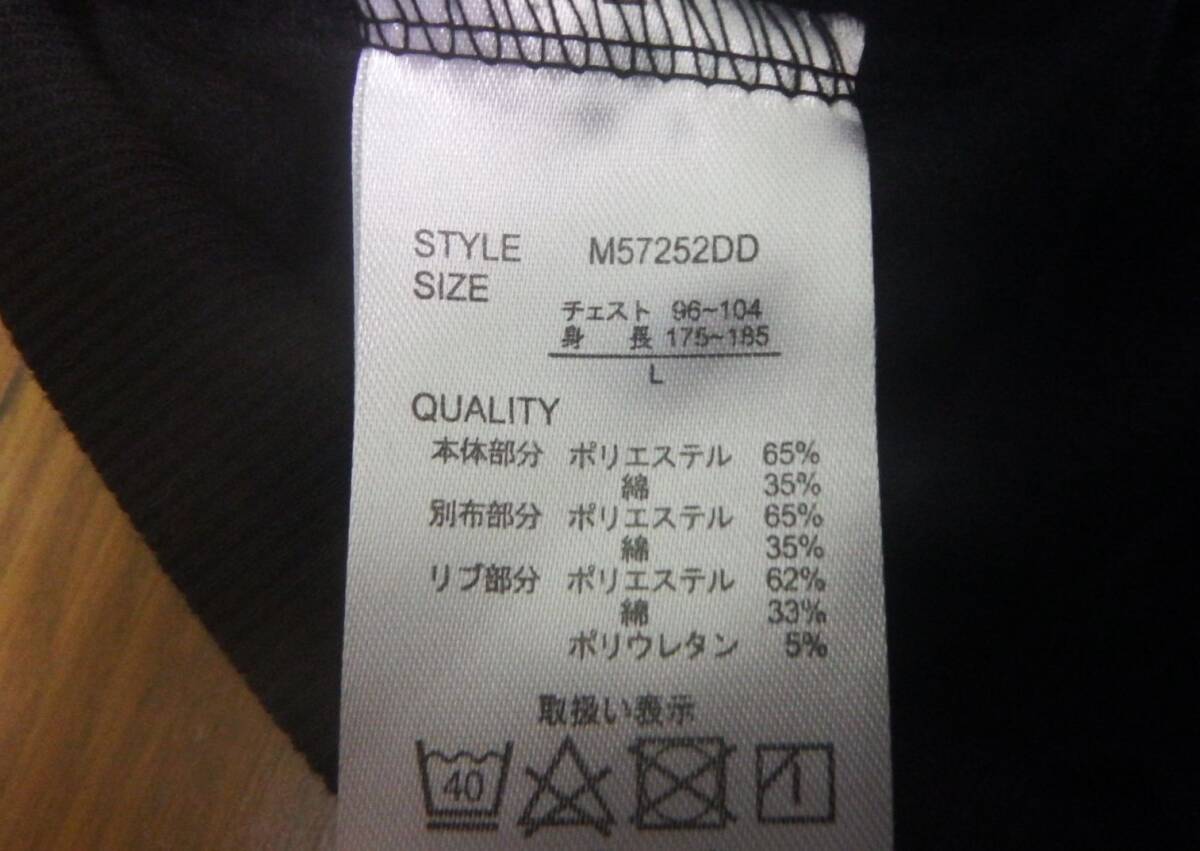 STYLE M57252DD
SIZE
チェスト 96~104
身 長 175~185
L
QUALITY
本体部分 ポリエステル 65%
綿 35%
別布部分 ポリエステル 65%
綿 35%
リブ部分 ポリエステル 62%
綿 33%
ポリウレタン 5%
取扱い表示
40